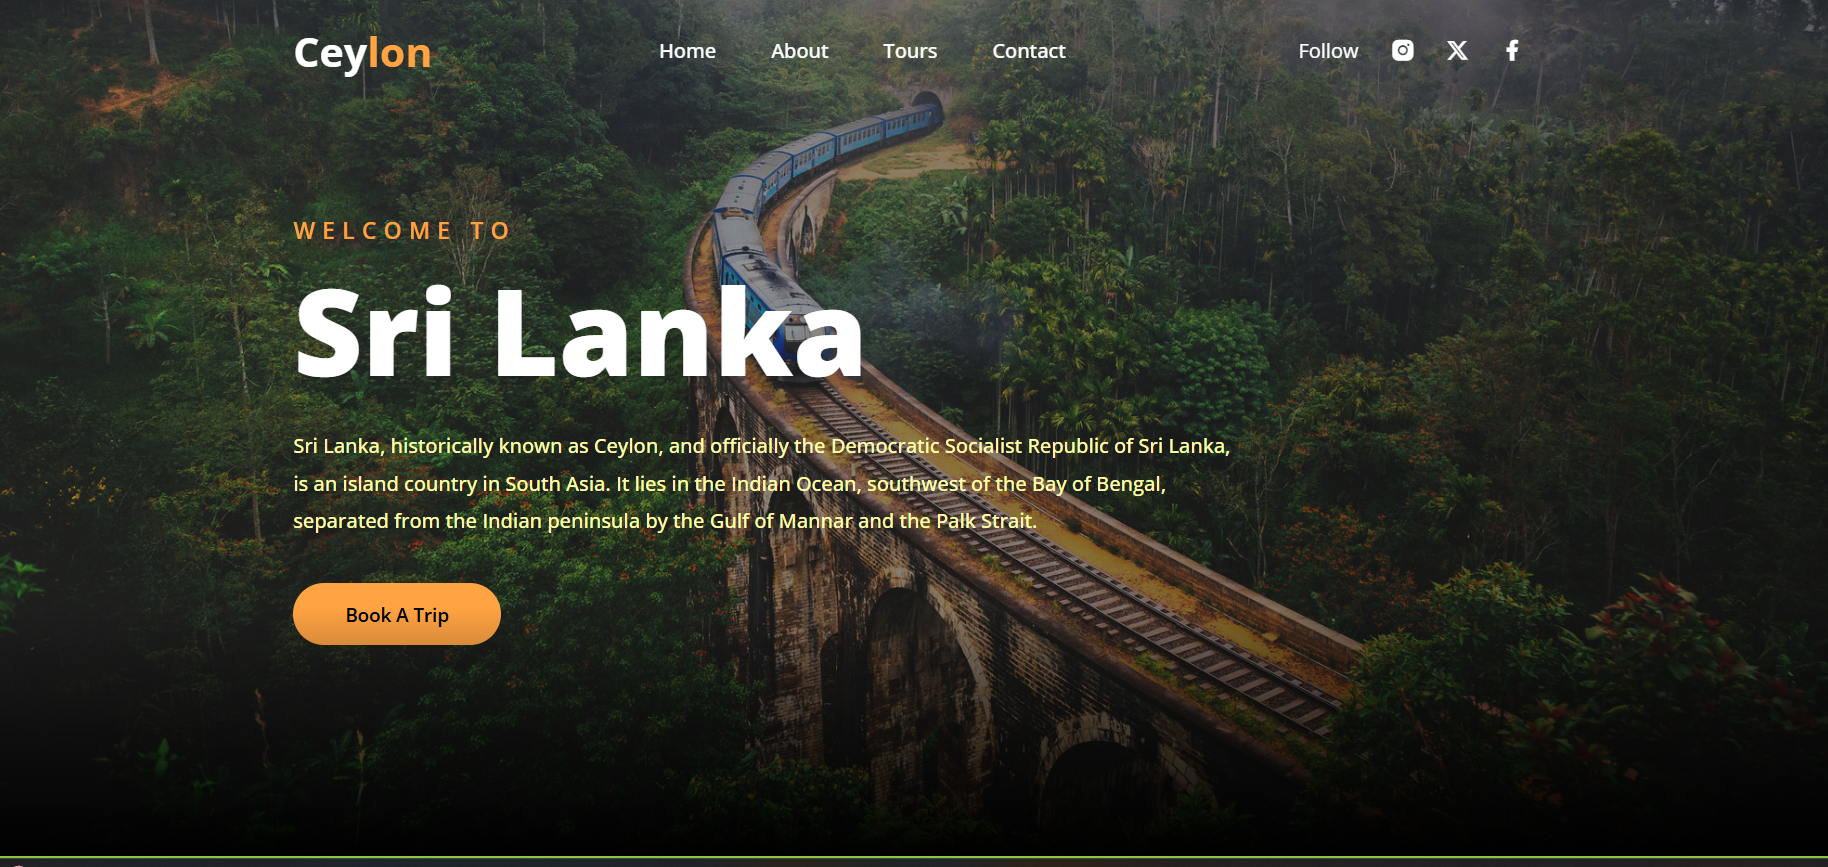 Ceylon
Home About Tours Contact
Follow
WELCOME TO
Sri Lanka
Sri Lanka, historically known as Ceylon, and officially the Democratic Socialist Republic of Sri Lanka,
is an island country in South Asia. It lies in the Indian Ocean, southwest of the Bay of Bengal,
separated from the Indian peninsula by the Gulf of Mannar and the Palk Strait.
Book A Trip